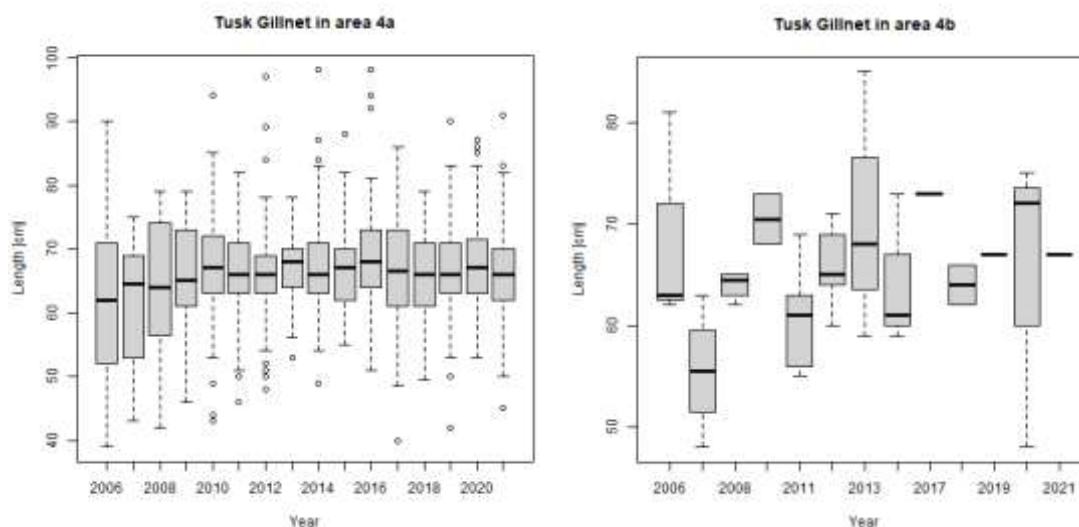 Tusk Gillnet in area 4a
100
90
80
70
60
50
40
Length [cm]
2006 2008 2010 2012 2014 2016 2018 2020
Year
Tusk Gillnet in area 4b
80
70
60
50
Length [cm]
2006 2008 2011 2013 2017 2019 2021
Year